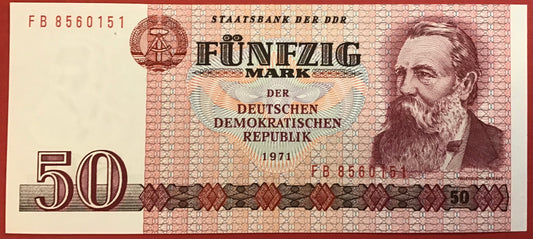 FB 8560151
STAATSBANK DER DDR
FÜNFZIG
MARK
DER
DEUTSCHEN
DEMOKRATISCHEN
REPUBLIK
1971
FB 8560151
50
50